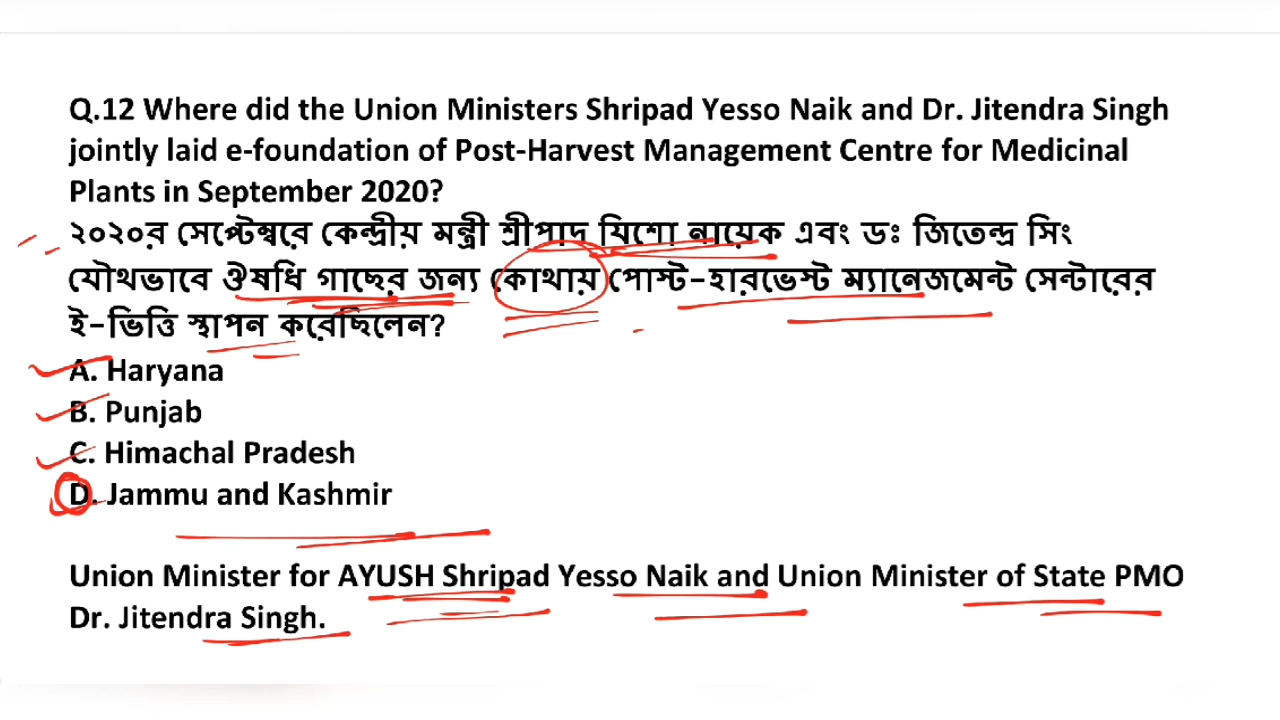 Q.12 Where did the Union Ministers Shripad Yesso Naik and Dr. Jitendra Singh
jointly laid e-foundation of Post-Harvest Management Centre for Medicinal
Plants in September 2020?
২০২০র সেপ্টেম্বরে কেন্দ্রীয় মন্ত্রী শ্রীপাদ যিশো নায়েক এবং ডঃ জিতেন্দ্র সিং
যৌথভাবে ঔষধি গাছের জন্য কোথায় পোস্ট-হারভেস্ট ম্যানেজমেন্ট সেন্টারের
ই-ভিত্তি স্থাপন করেছিলেন?
A. Haryana
B. Punjab
C. Himachal Pradesh
D. Jammu and Kashmir
Union Minister for AYUSH Shripad Yesso Naik and Union Minister of State PMO
Dr. Jitendra Singh.